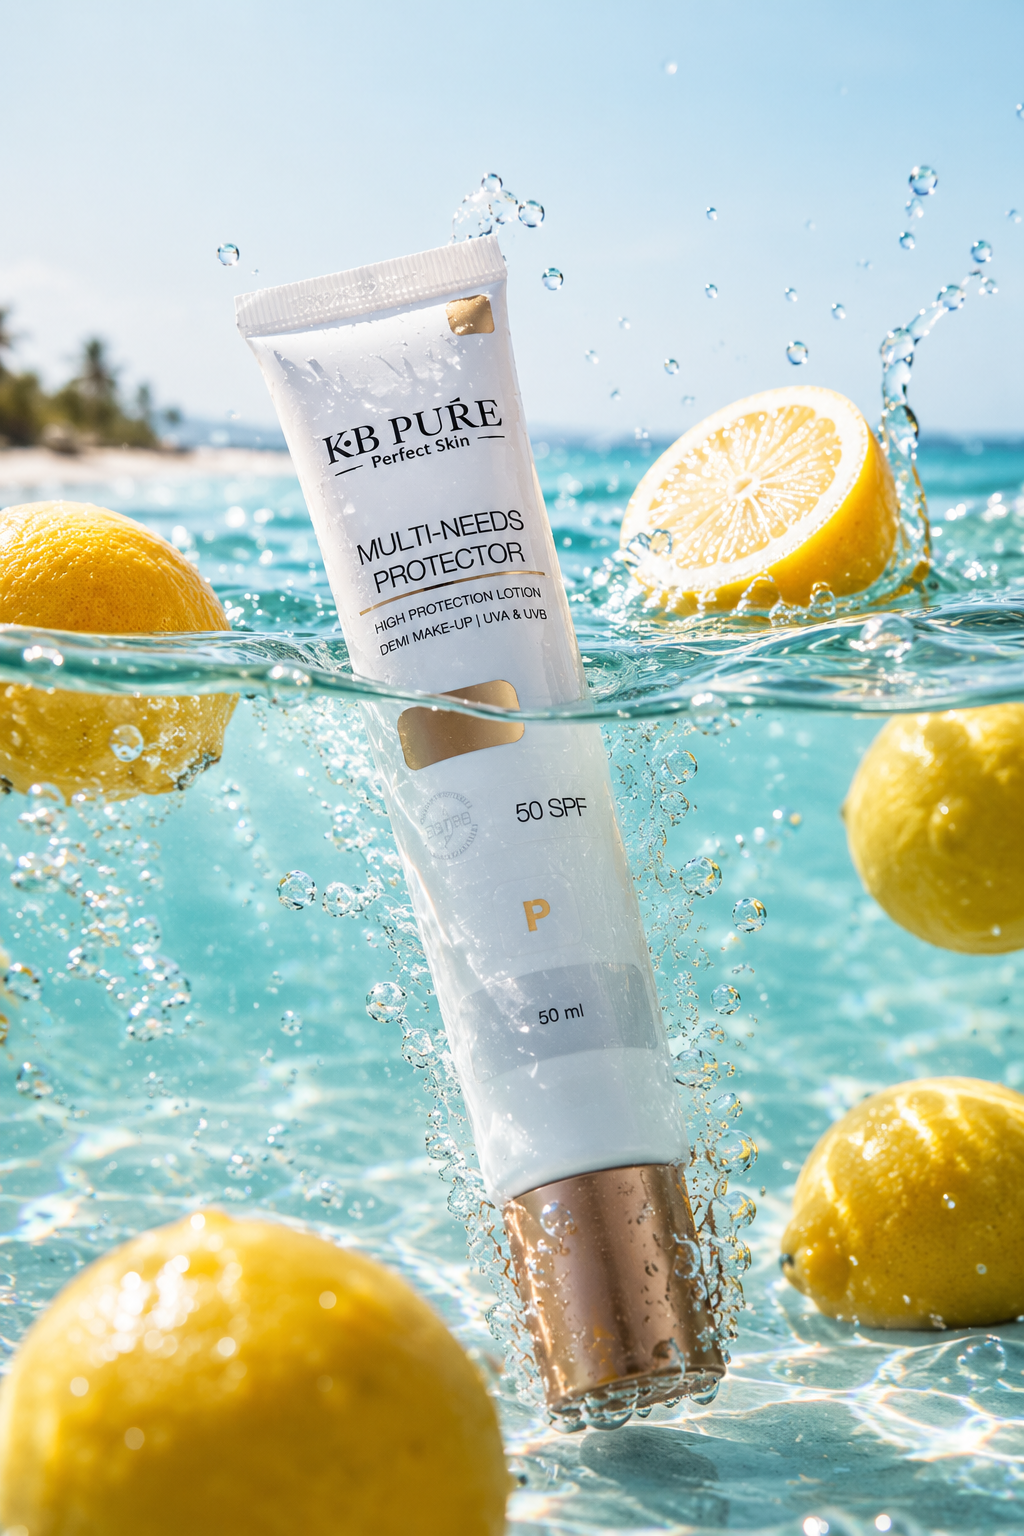 K·B PURE
Perfect Skin
MULTI-NEEDS
PROTECTOR
HIGH PROTECTION LOTION
DEMI MAKE-UP | UVA & UVB
50 SPF
P
50 ml